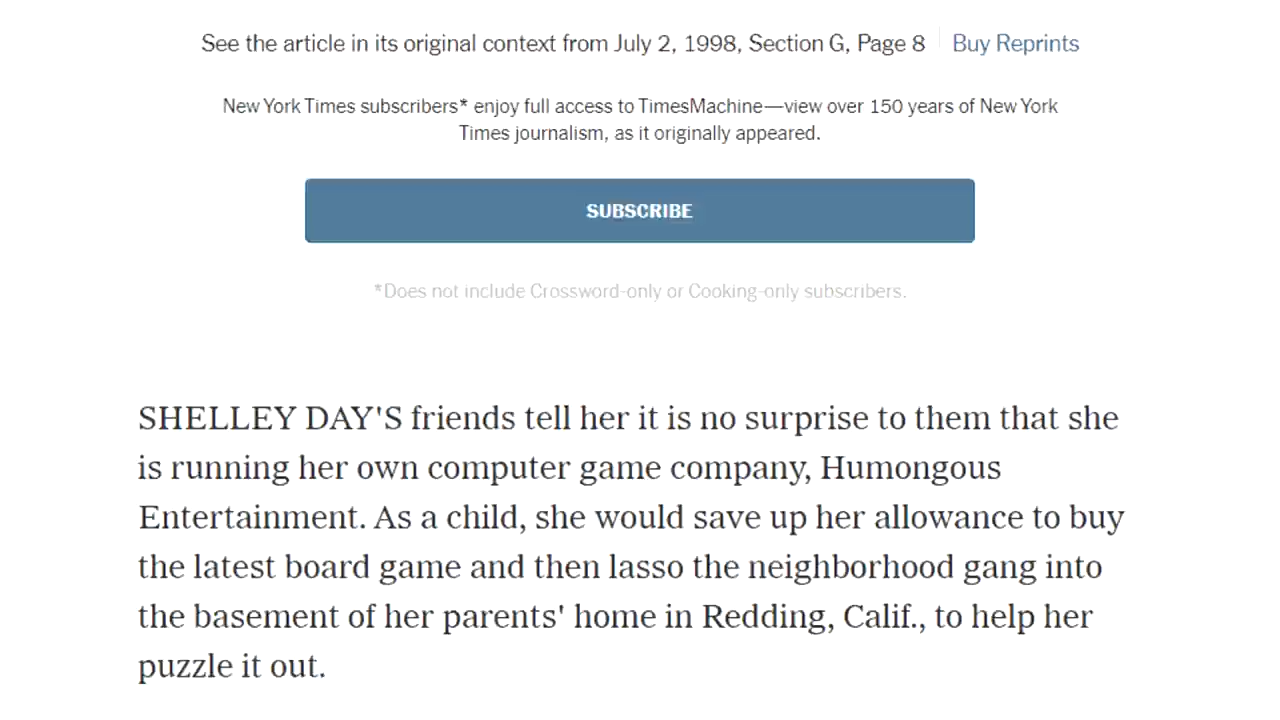 See the article in its original context from July 2, 1998, Section G, Page 8 Buy Reprints
New York Times subscribers* enjoy full access to TimesMachine—view over 150 years of New York
Times journalism, as it originally appeared.
SUBSCRIBE
*Does not include Crossword-only or Cooking-only subscribers.
SHELLEY DAY'S friends tell her it is no surprise to them that she
is running her own computer game company, Humongous
Entertainment. As a child, she would save up her allowance to buy
the latest board game and then lasso the neighborhood gang into
the basement of her parents' home in Redding, Calif., to help her
puzzle it out.